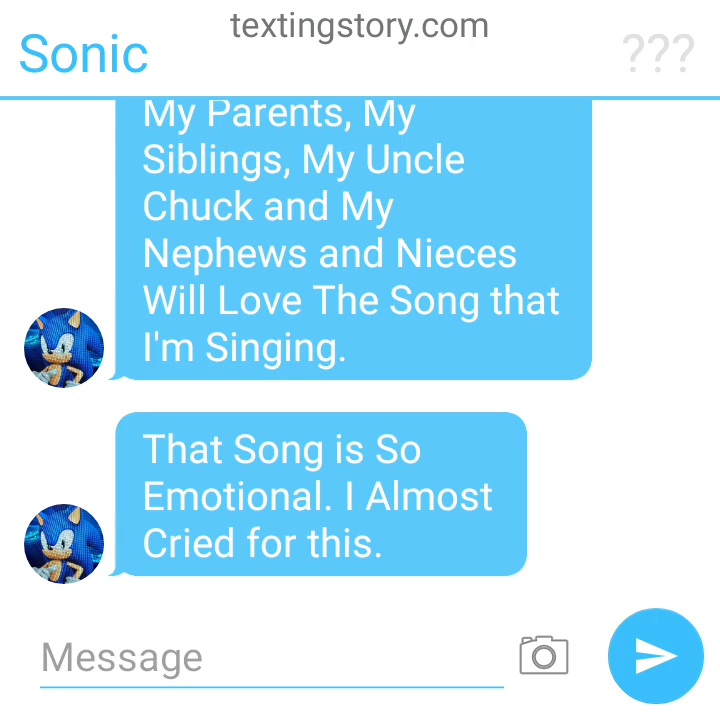 textingstory.com
Sonic
???
My Parents, My
Siblings, My Uncle
Chuck and My
Nephews and Nieces
Will Love The Song that
I'm Singing.
That Song is So
Emotional. I Almost
Cried for this.
Message